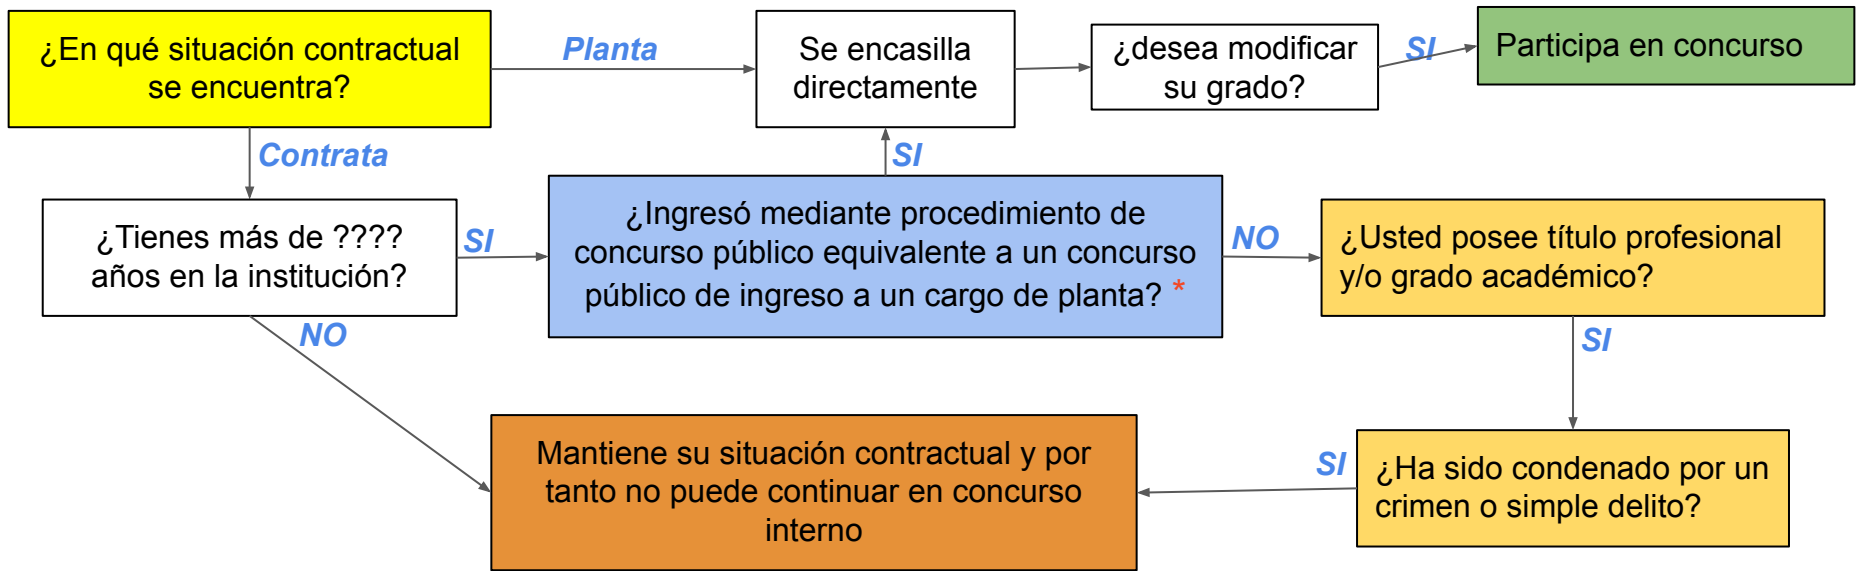 ¿En qué situación contractual
se encuentra?
Planta
Se encasilla
directamente
¿desea modificar
su grado?
SI
Participa en concurso
Contrata
SI
¿Tienes más de ????
años en la institución?
SI
¿Ingresó mediante procedimiento de
concurso público equivalente a un concurso
público de ingreso a un cargo de planta? *
NO
¿Usted posee título profesional
y/o grado académico?
NO
SI
Mantiene su situación contractual y por
tanto no puede continuar en concurso
interno
SI
¿Ha sido condenado por un
crimen o simple delito?